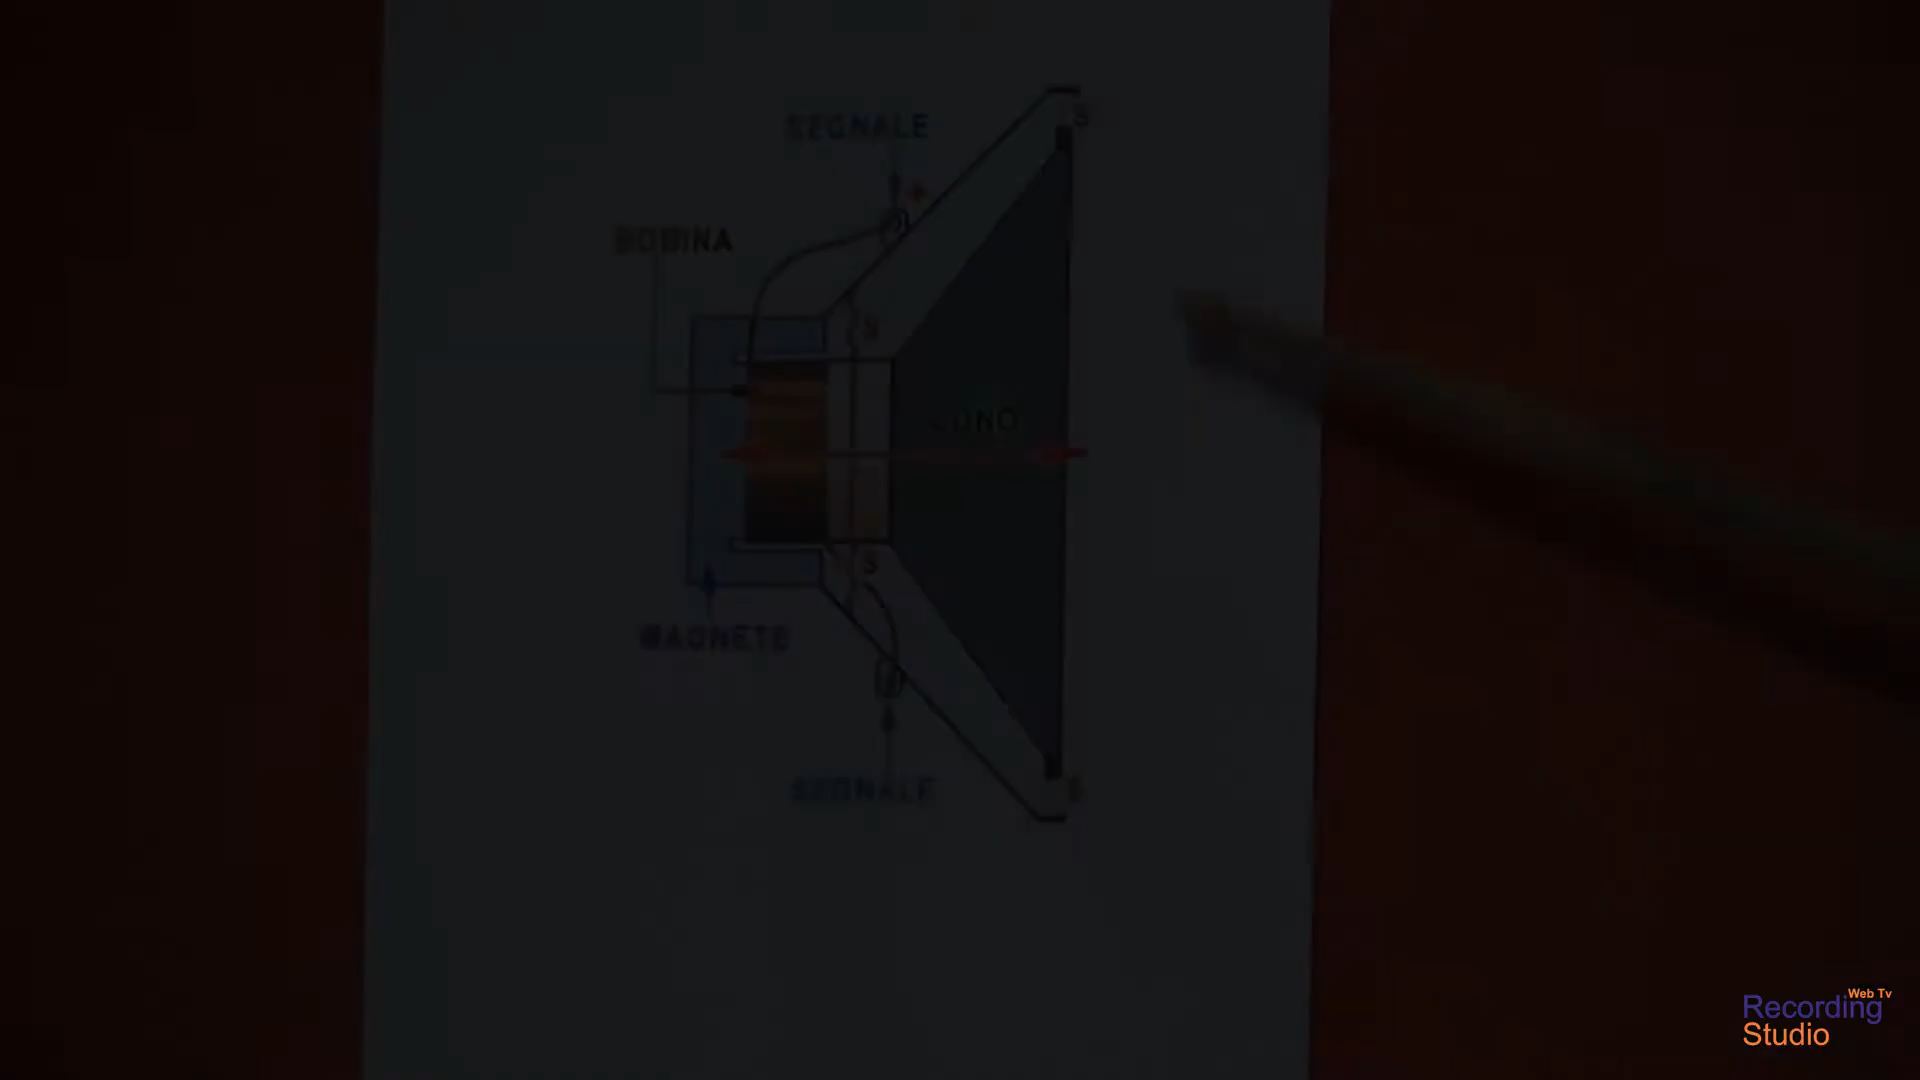 S
SEGNALE
+
BOBINA
S
CONO
S
MAGNETE
SEGNALE
S
Web Tv
Recording
Studio